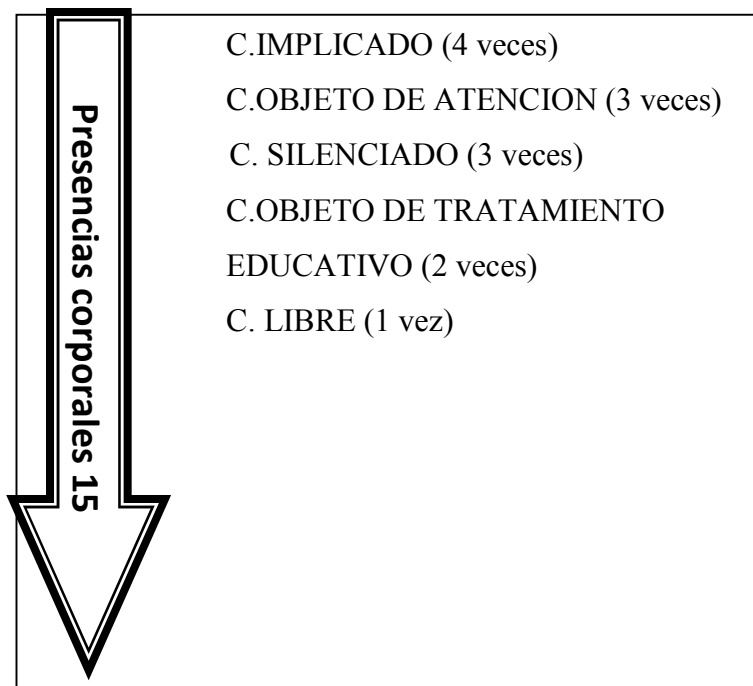 Presencias corporales 15
C.IMPLICADO (4 veces)
C.OBJETO DE ATENCION (3 veces)
C. SILENCIADO (3 veces)
C.OBJETO DE TRATAMIENTO
EDUCATIVO (2 veces)
C. LIBRE (1 vez)